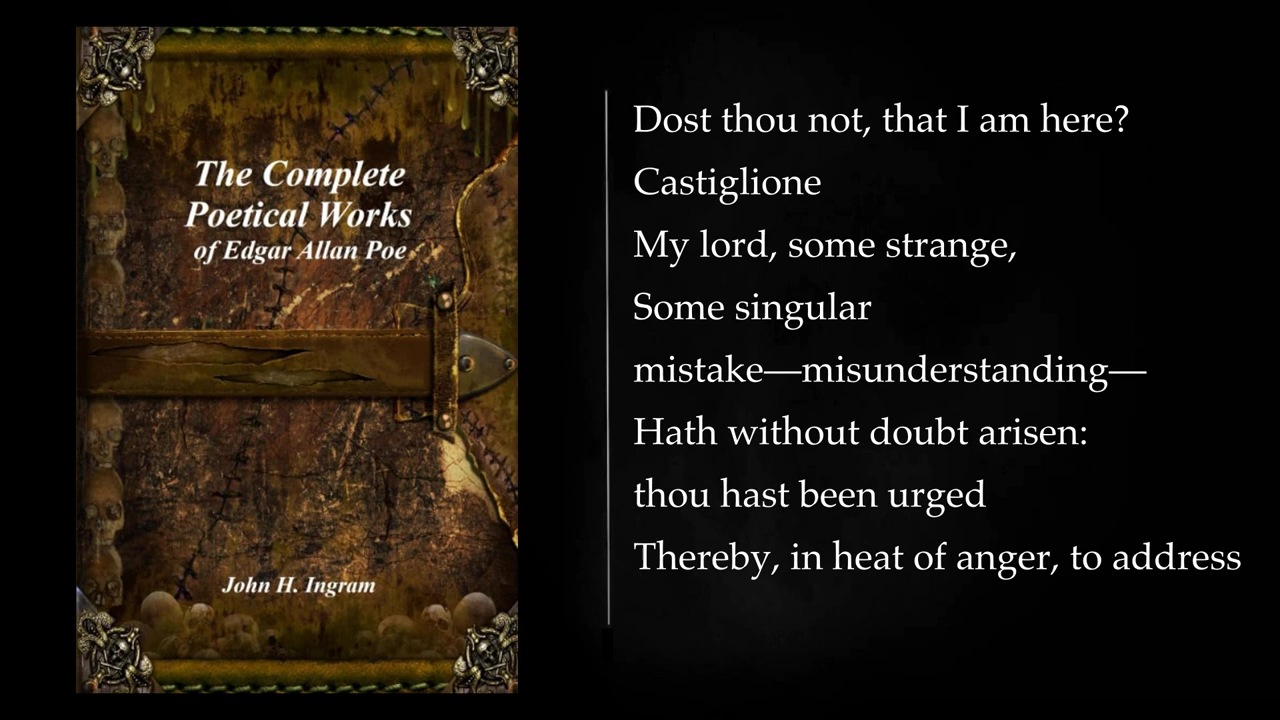 The Complete
Poetical Works
of Edgar Allan Poe
John H. Ingram
Dost thou not, that I am here?
Castiglione
My lord, some strange,
Some singular
mistake—misunderstanding—
Hath without doubt arisen:
thou hast been urged
Thereby, in heat of anger, to address